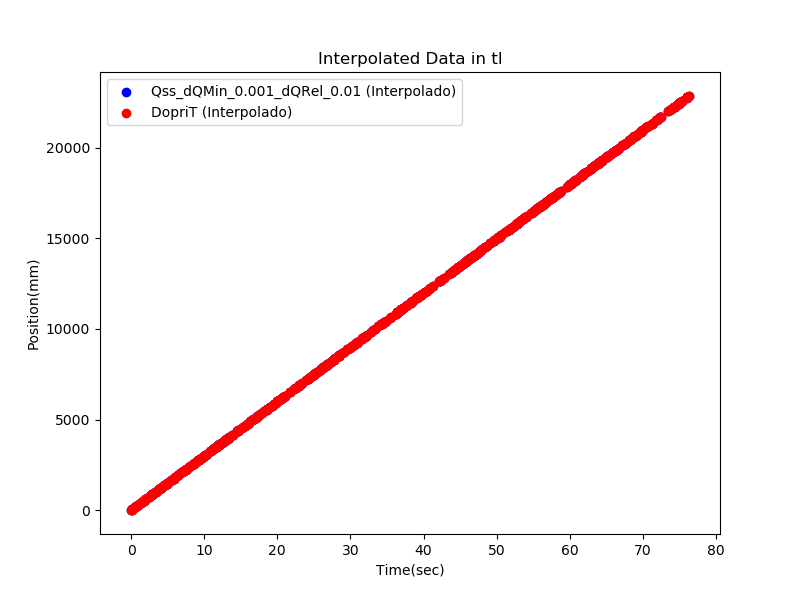 Interpolated Data in tl
Qss_dQMin_0.001_dQRel_0.01 (Interpolado)
DopriT (Interpolado)
20000
15000
10000
5000
0
Position(mm)
0 10 20 30 40 50 60 70 80
Time(sec)